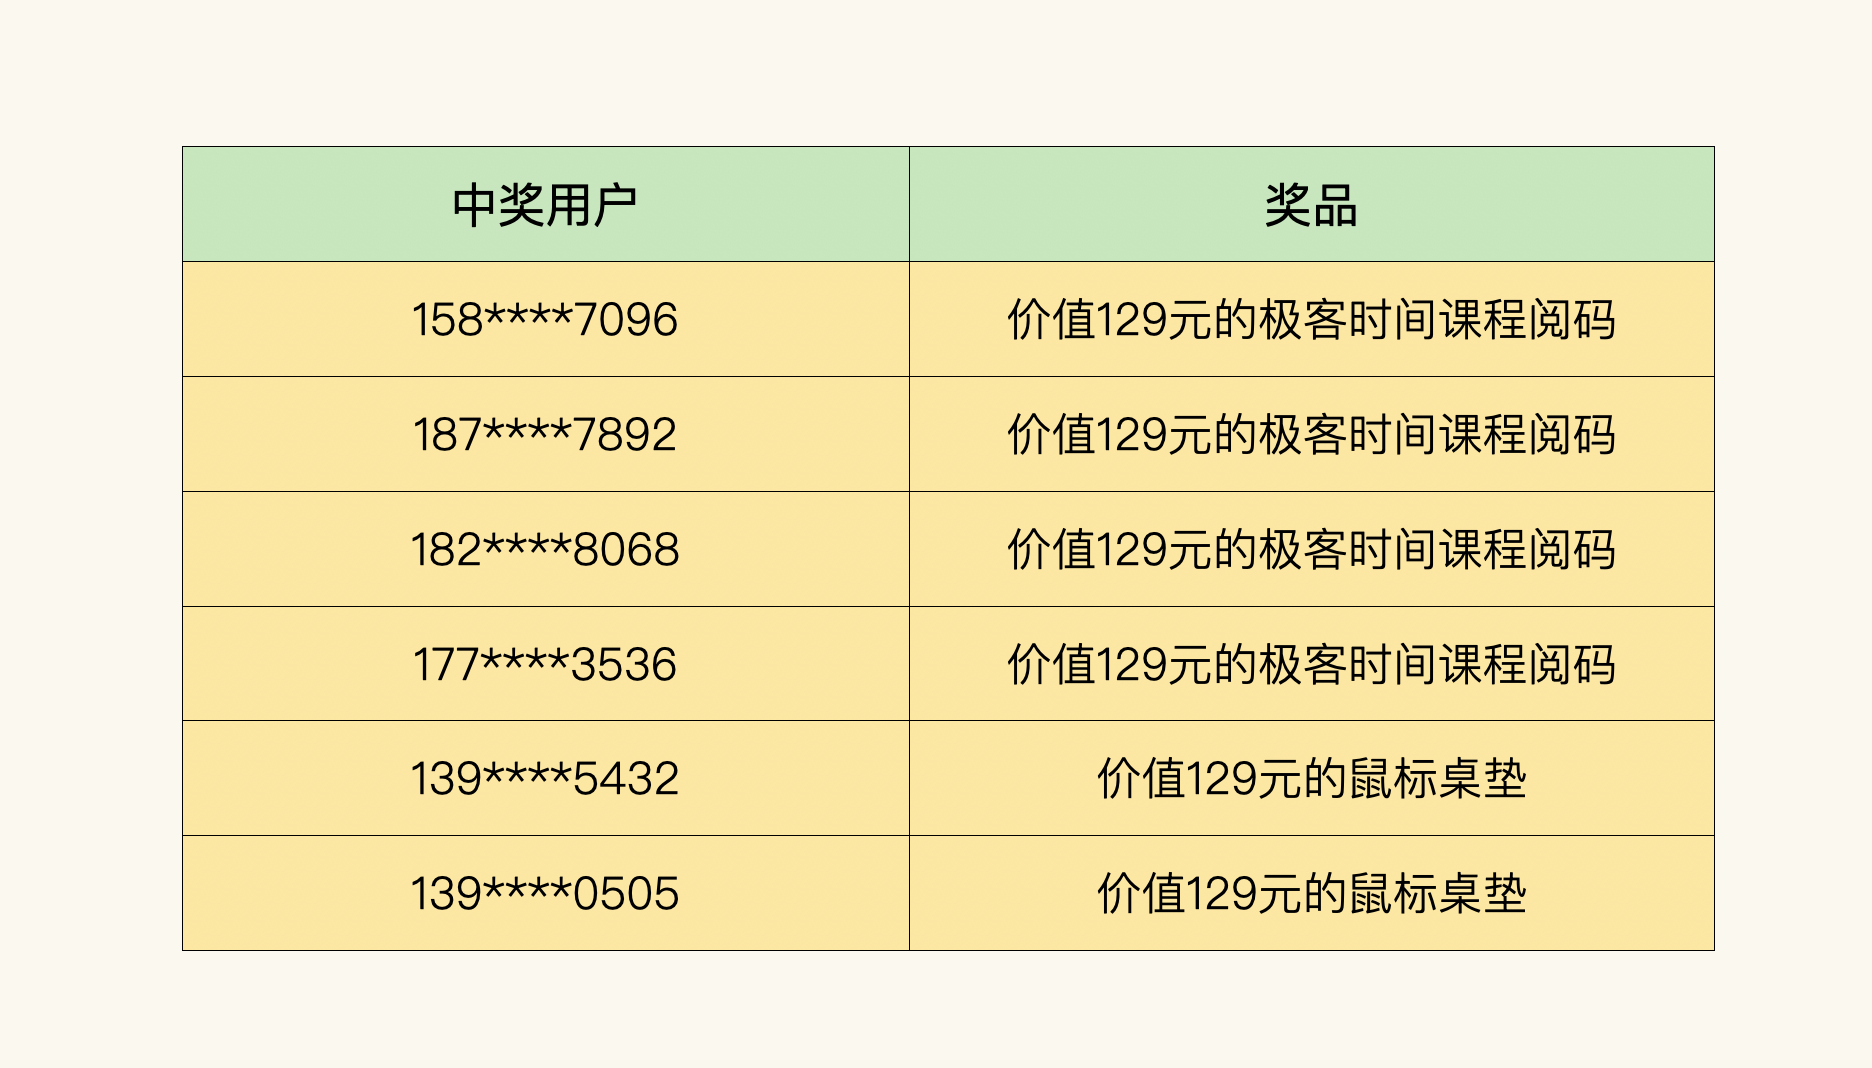 中奖用户 奖品
158****7096 价值129元的极客时间课程阅码
187****7892 价值129元的极客时间课程阅码
182****8068 价值129元的极客时间课程阅码
177****3536 价值129元的极客时间课程阅码
139****5432 价值129元的鼠标桌垫
139****0505 价值129元的鼠标桌垫